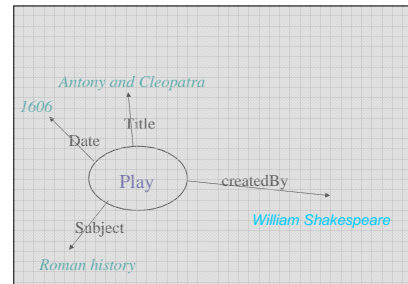 Antony and Cleopatra
1606
Title
Date
Play
createdBy
William Shakespeare
Subject
Roman history